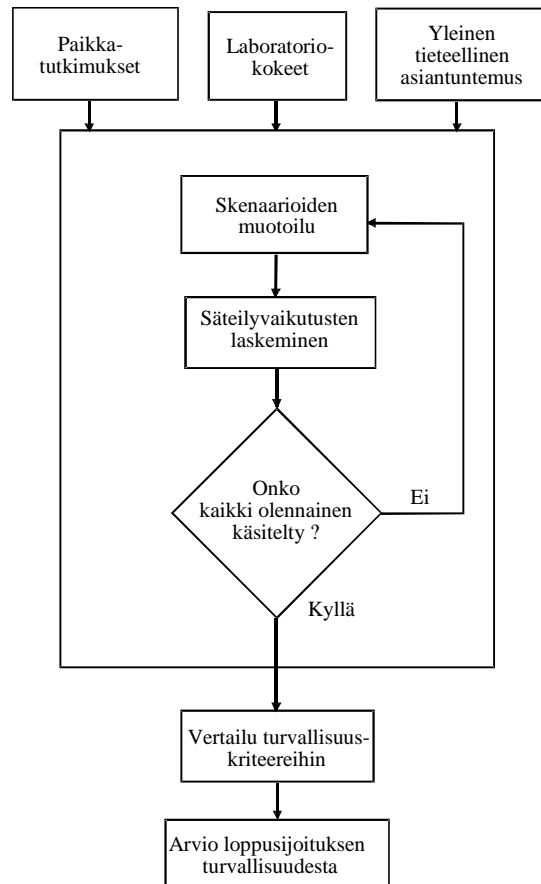 Paikka-
tutkimukset
Laboratorio-
kokeet
Yleinen
tieteellinen
asiantuntemus
Skenaarioiden
muotoilu
Säteilyvaikutusten
laskeminen
Onko
kaikki olennainen
käsitelty ?
Ei
Kyllä
Vertailu turvallisuus-
kriteereihin
Arvio loppusijoituksen
turvallisuudesta